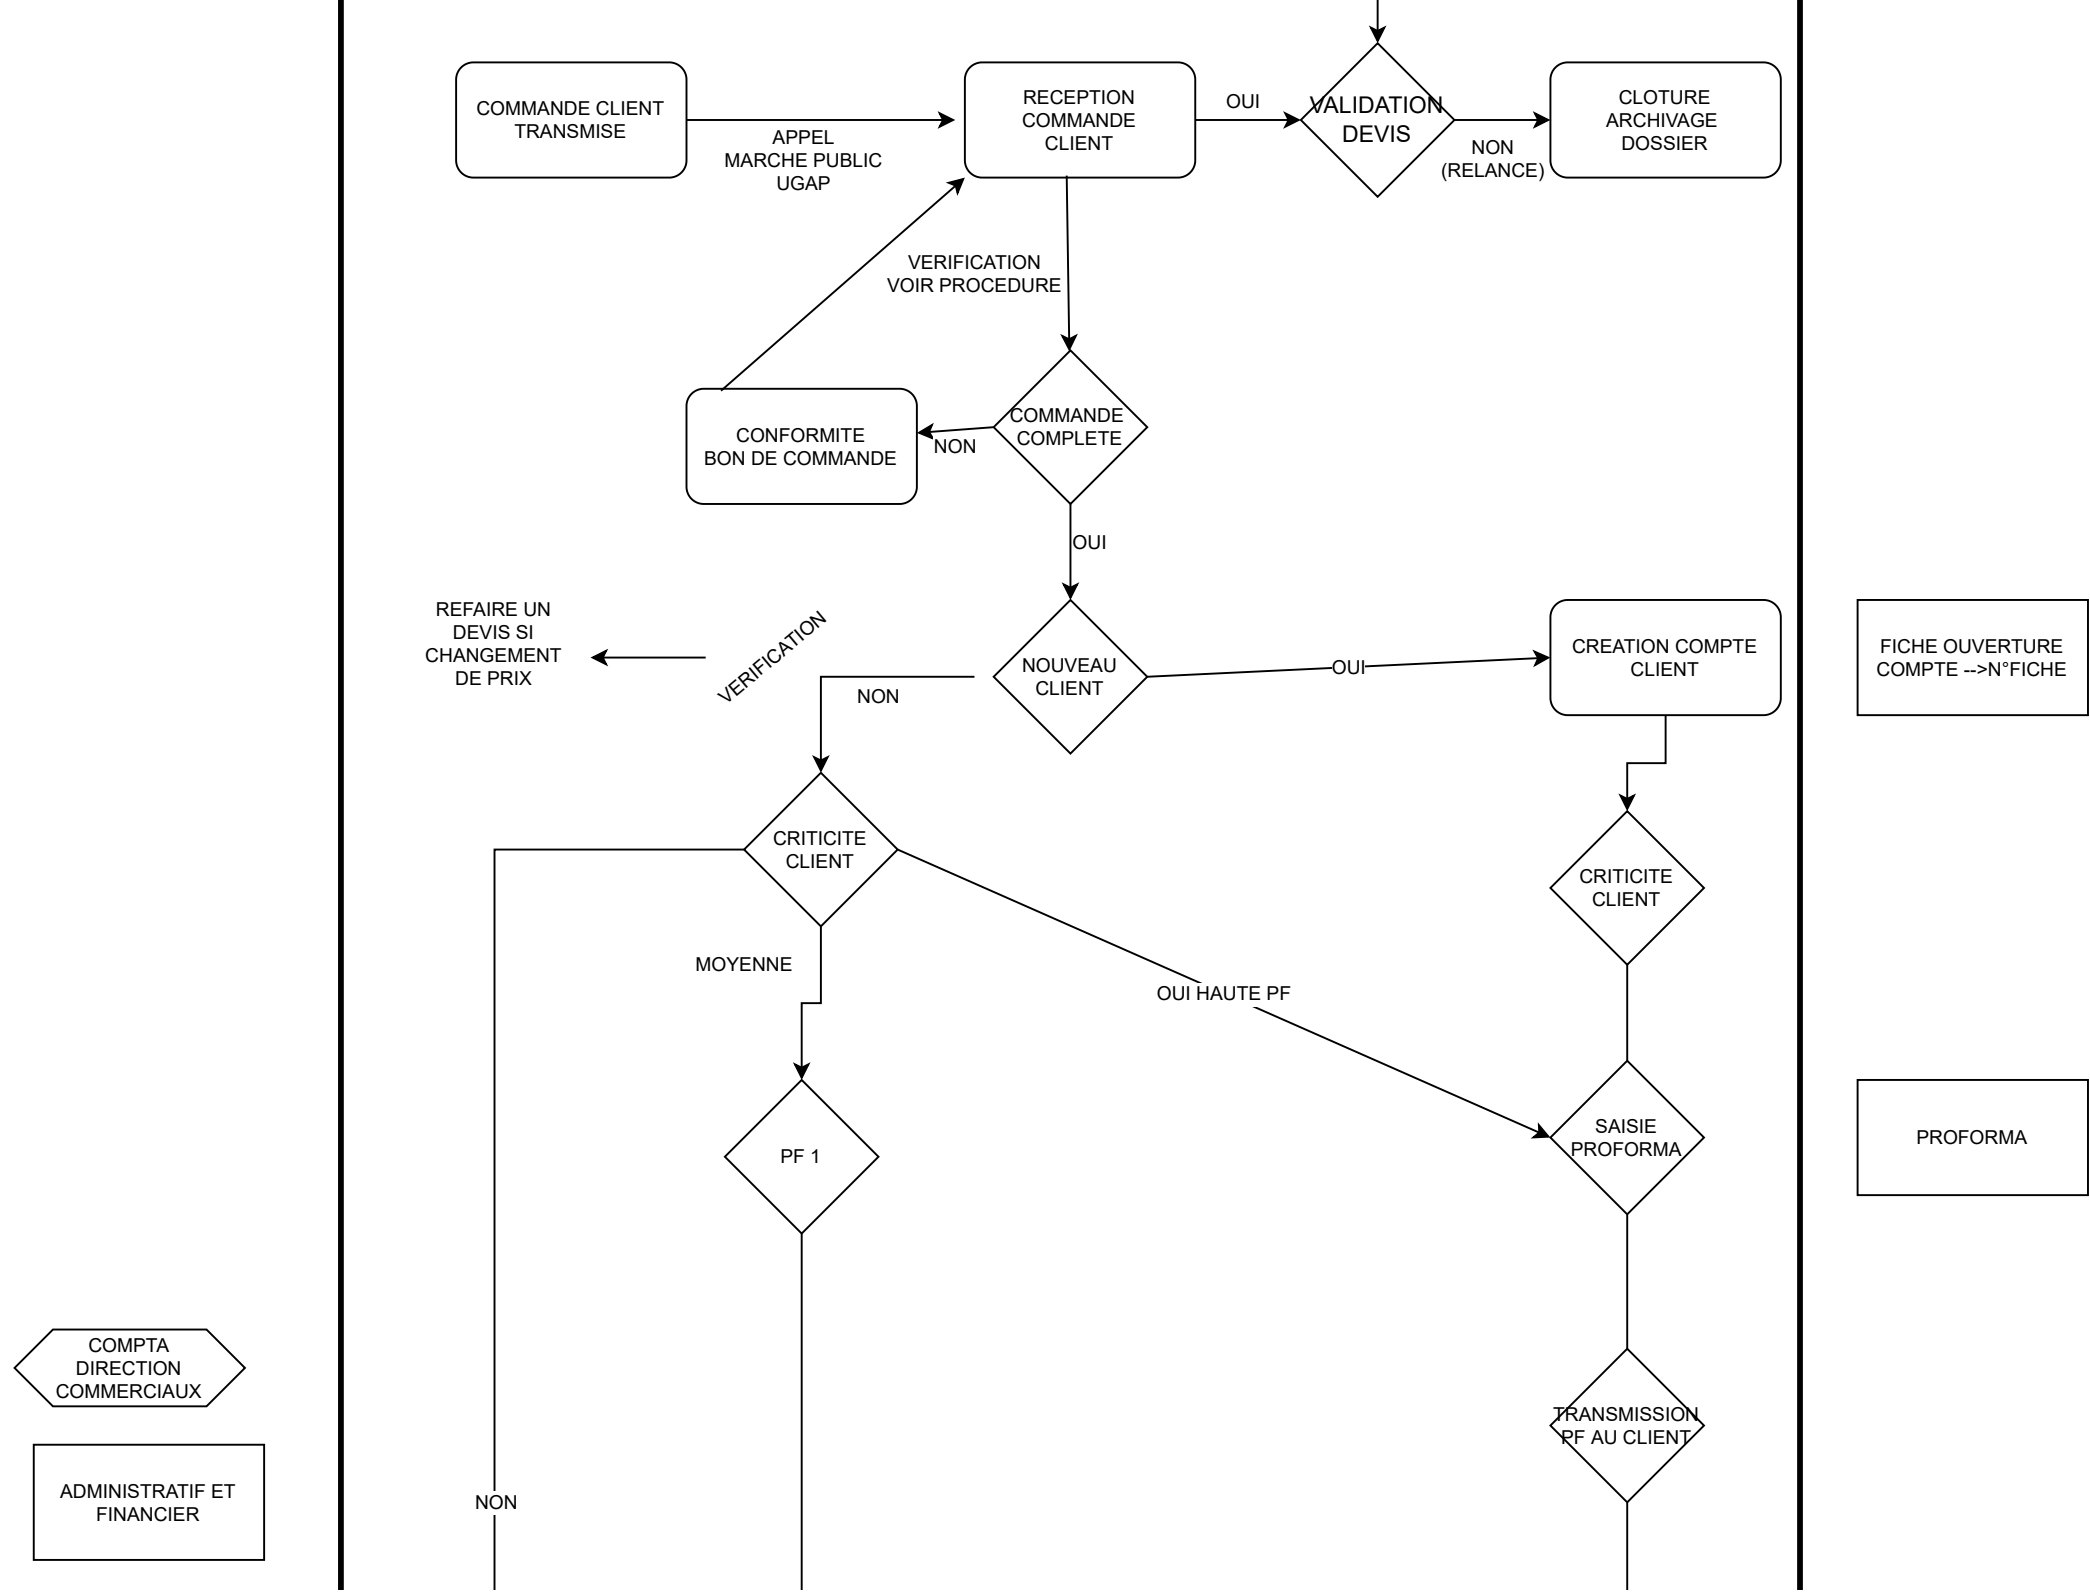 COMMANDE CLIENT
TRANSMISE
APPEL
MARCHE PUBLIC
UGAP
RECEPTION
COMMANDE
CLIENT
OUI
VALIDATION
DEVIS
NON
(RELANCE)
CLOTURE
ARCHIVAGE
DOSSIER
VERIFICATION
VOIR PROCEDURE
CONFORMITE
BON DE COMMANDE
NON
COMMANDE
COMPLETE
OUI
REFAIRE UN
DEVIS SI
CHANGEMENT
DE PRIX
VERIFICATION
NON
NOUVEAU
CLIENT
OUI
CREATION COMPTE
CLIENT
FICHE OUVERTURE
COMPTE -->N°FICHE
CRITICITE
CLIENT
CRITICITE
CLIENT
MOYENNE
OUI HAUTE PF
PF 1
SAISIE
PROFORMA
PROFORMA
COMPTA
DIRECTION
COMMERCIAUX
TRANSMISSION
PF AU CLIENT
ADMINISTRATIF ET
FINANCIER
NON